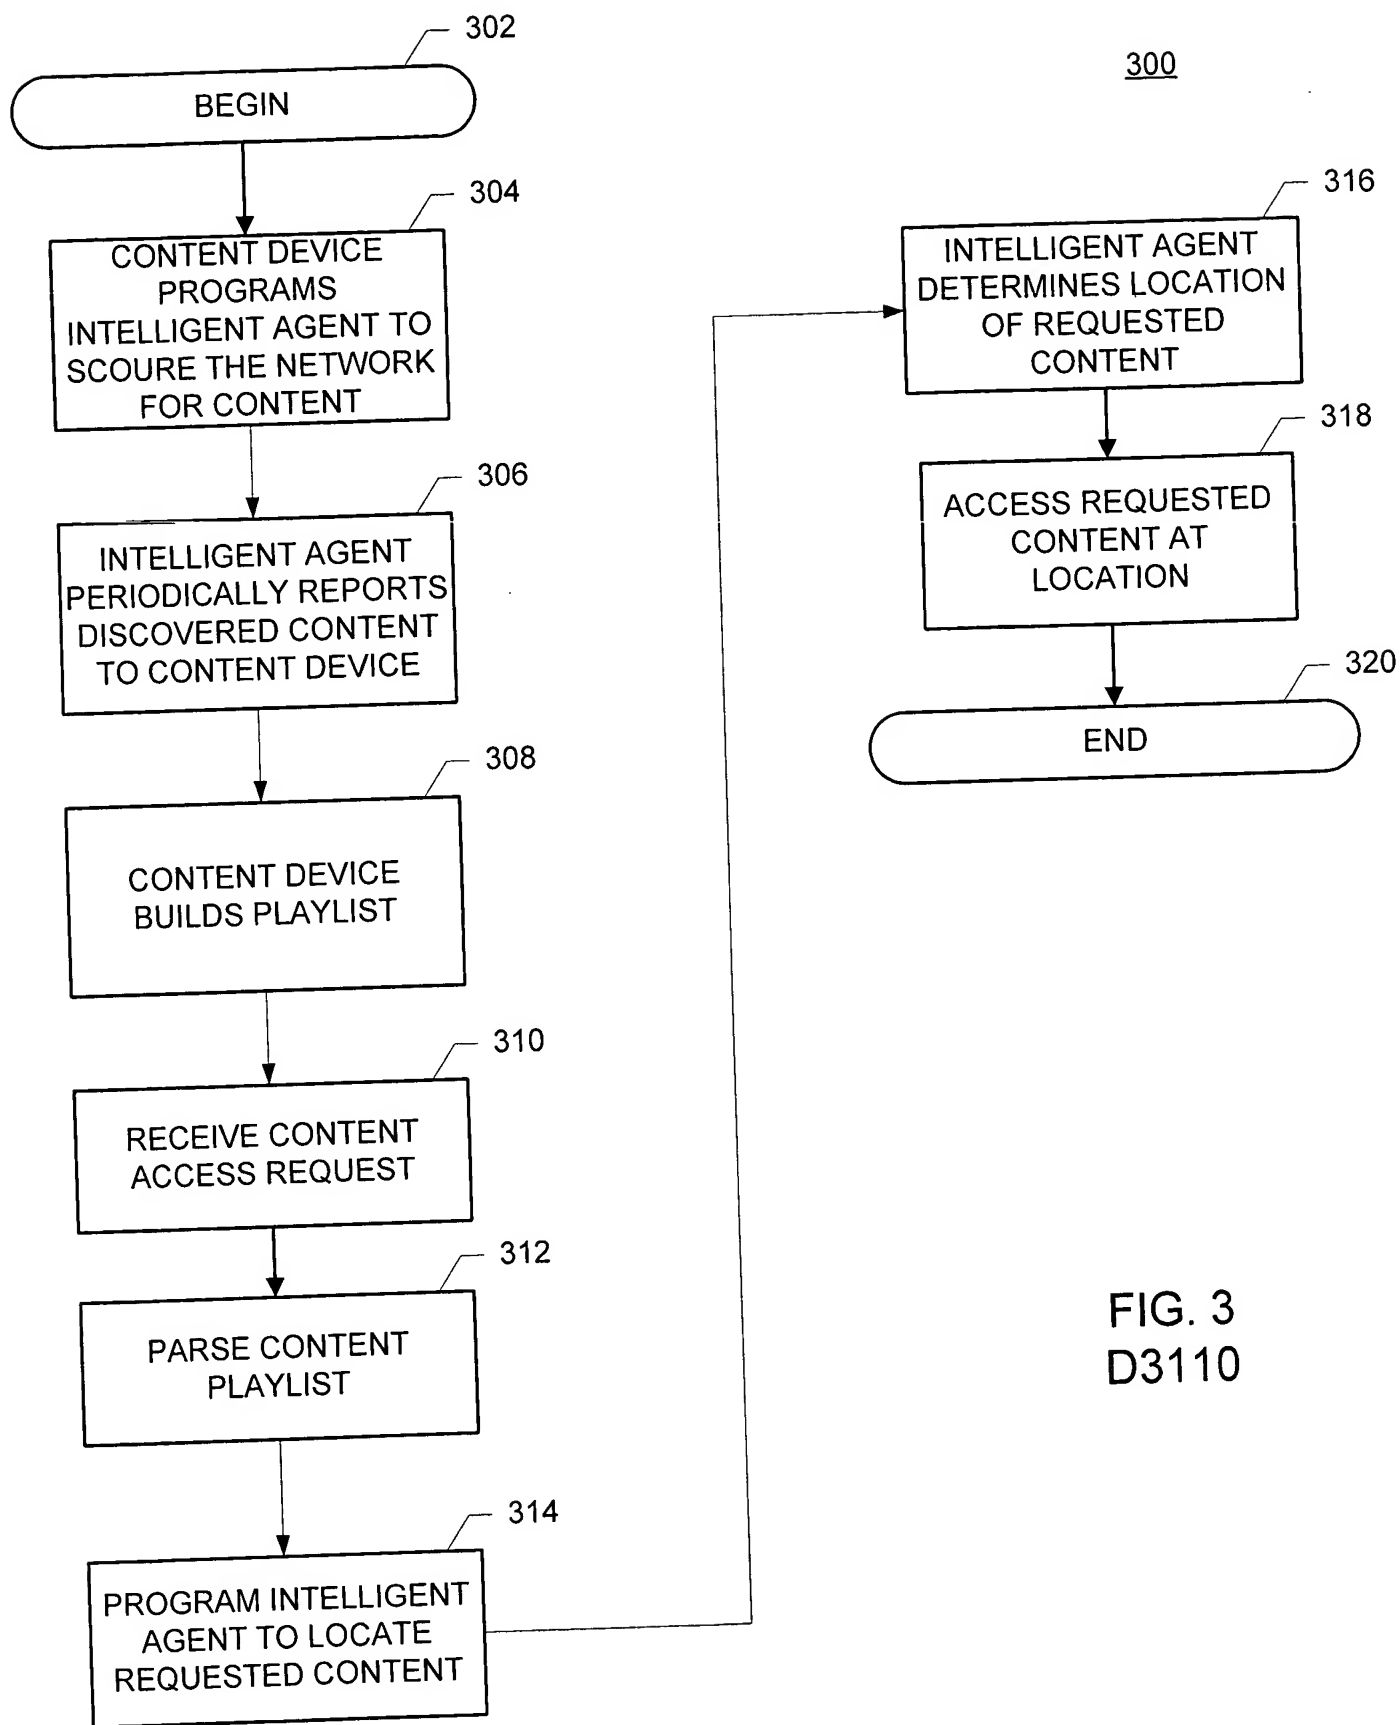 302
BEGIN
304
CONTENT DEVICE
PROGRAMS
INTELLIGENT AGENT TO
SCOURE THE NETWORK
FOR CONTENT
306
INTELLIGENT AGENT
PERIODICALLY REPORTS
DISCOVERED CONTENT
TO CONTENT DEVICE
308
CONTENT DEVICE
BUILDS PLAYLIST
310
RECEIVE CONTENT
ACCESS REQUEST
312
PARSE CONTENT
PLAYLIST
314
PROGRAM INTELLIGENT
AGENT TO LOCATE
REQUESTED CONTENT
300
316
INTELLIGENT AGENT
DETERMINES LOCATION
OF REQUESTED
CONTENT
318
ACCESS REQUESTED
CONTENT AT
LOCATION
320
END
FIG. 3
D3110